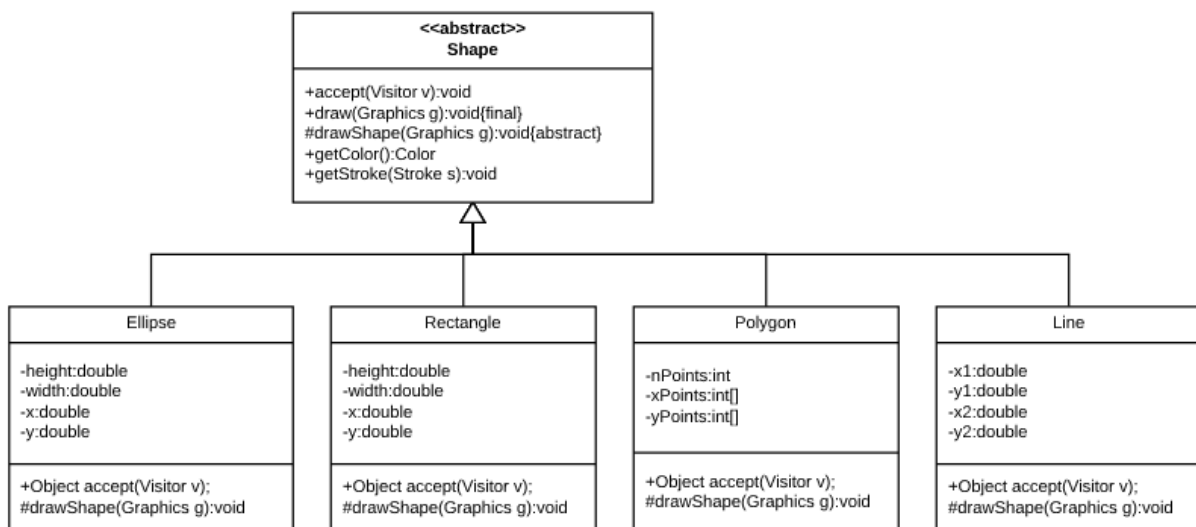 <<abstract>>
Shape
+accept(Visitor v):void
+draw(Graphics g):void{final}
#drawShape(Graphics g):void{abstract}
+getColor():Color
+getStroke(Stroke s):void
Ellipse
-height:double
-width:double
-x:double
-y:double
+Object accept(Visitor v);
#drawShape(Graphics g):void
Rectangle
-height:double
-width:double
-x:double
-y:double
+Object accept(Visitor v);
#drawShape(Graphics g):void
Polygon
-nPoints:int
-xPoints:int[]
-yPoints:int[]
+Object accept(Visitor v);
#drawShape(Graphics g):void
Line
-x1:double
-y1:double
-x2:double
-y2:double
+Object accept(Visitor v);
#drawShape(Graphics g):void